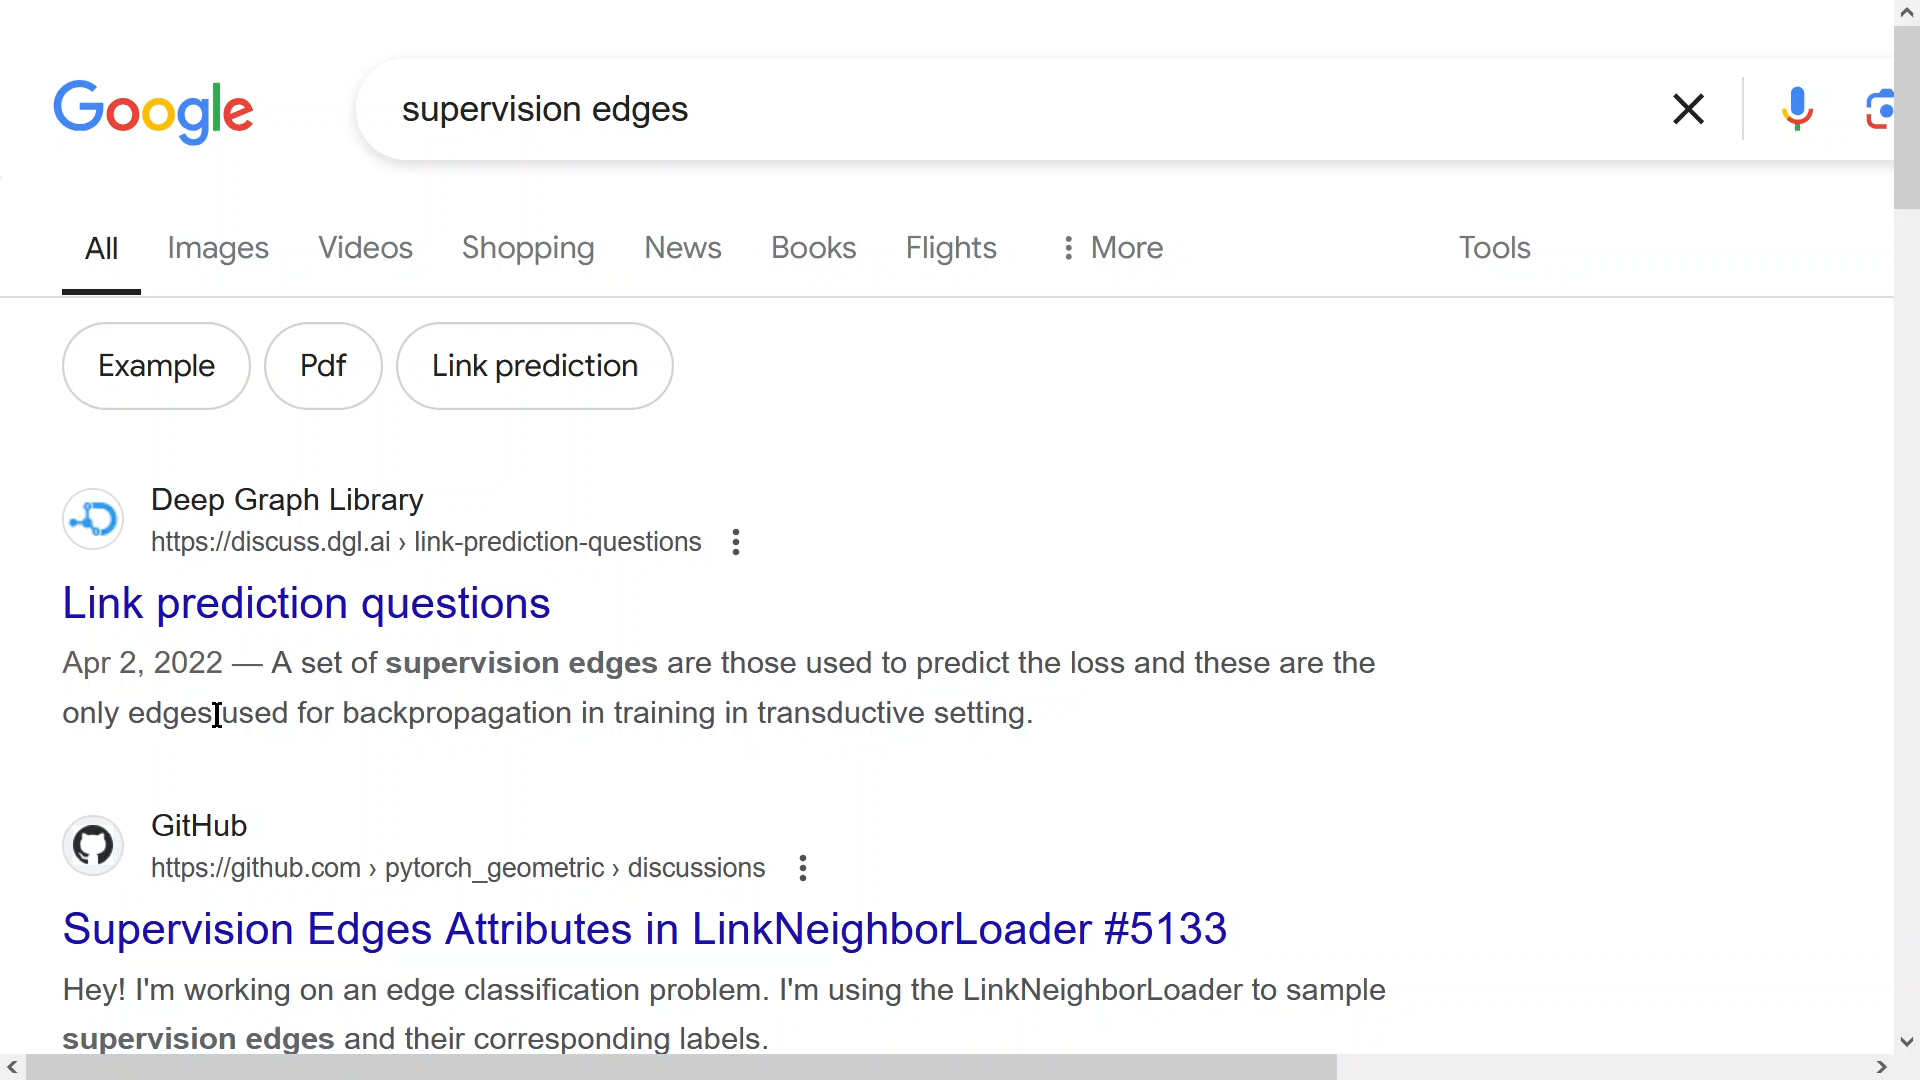 Google
supervision edges
All Images Videos Shopping News Books Flights More Tools
Example Pdf Link prediction
Deep Graph Library
https://discuss.dgl.ai › link-prediction-questions
Link prediction questions
Apr 2, 2022 — A set of supervision edges are those used to predict the loss and these are the
only edges used for backpropagation in training in transductive setting.
GitHub
https://github.com › pytorch_geometric › discussions
Supervision Edges Attributes in LinkNeighborLoader #5133
Hey! I'm working on an edge classification problem. I'm using the LinkNeighborLoader to sample
supervision edges and their corresponding labels.